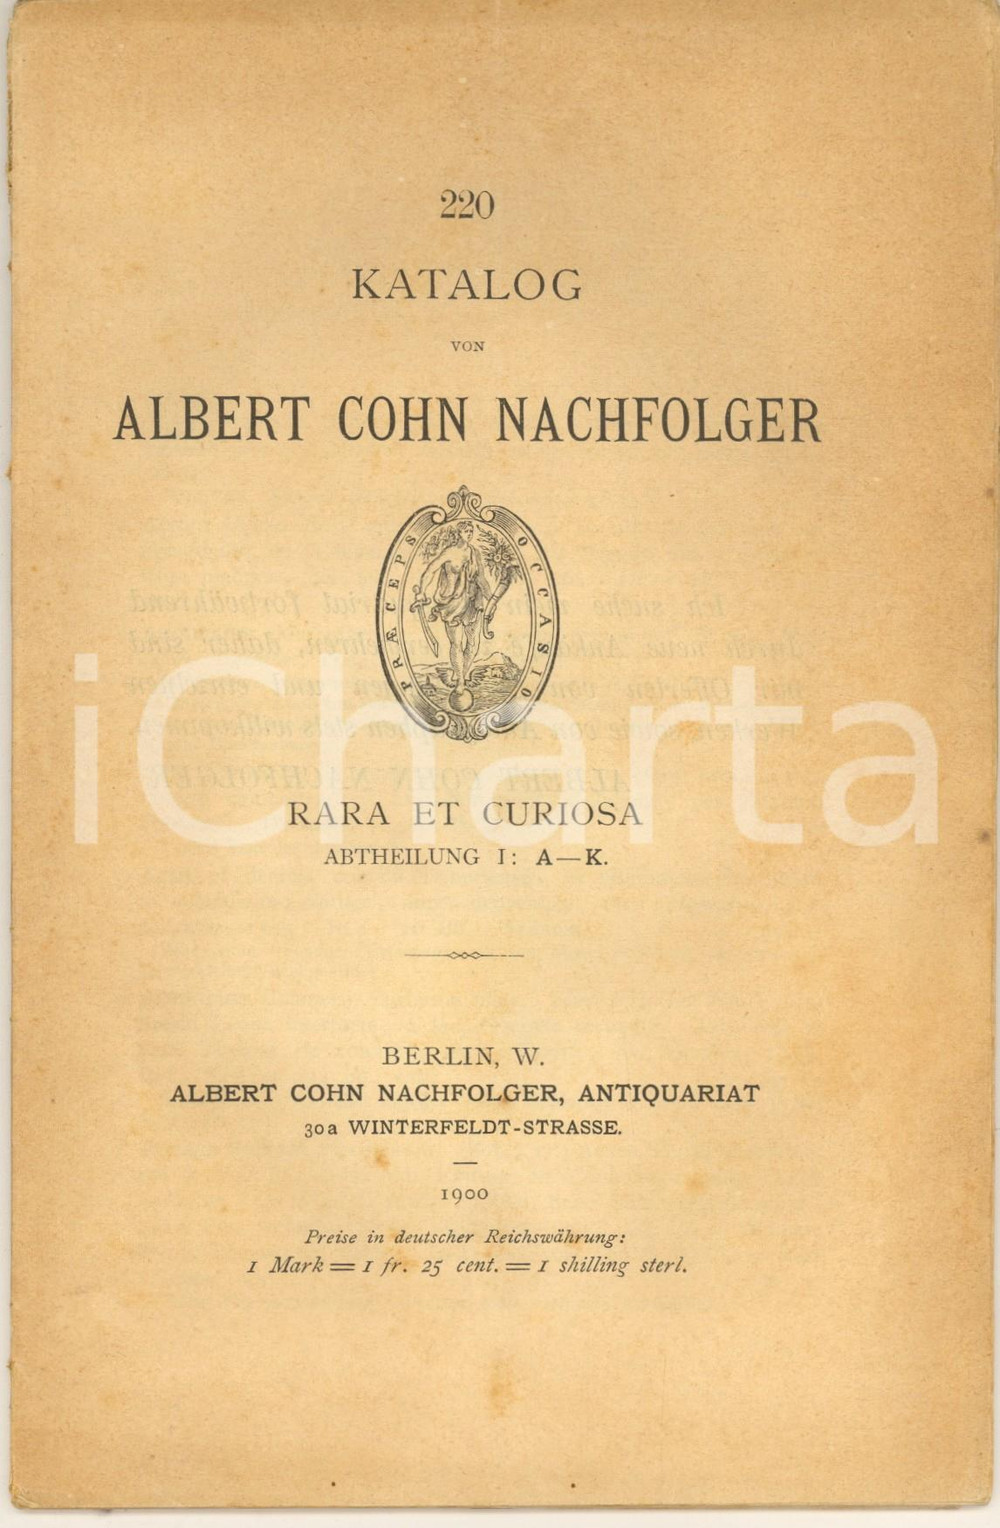 220
KATALOG
VON
ALBERT COHN NACHFOLGER
PRÆCEPS OCCASIO
RARA ET CURIOSA
ABTHEILUNG I: A—K.
BERLIN, W.
ALBERT COHN NACHFOLGER, ANTIQUARIAT
30a WINTERFELDT-STRASSE.
1900
Preise in deutscher Reichswährung:
1 Mark = 1 fr. 25 cent. = 1 shilling sterl.
iCharta